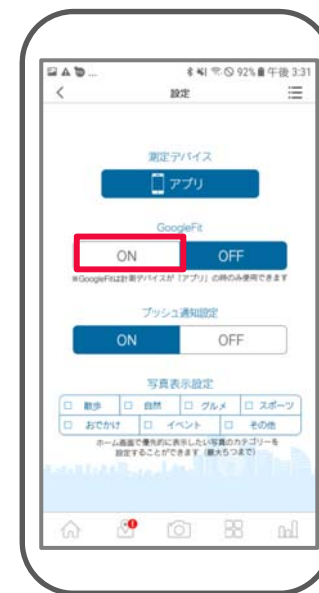 92% 午後 3:31
設定
測定デバイス
アプリ
GoogleFit
ON OFF
※GoogleFitは計測デバイスが「アプリ」の時のみ使用できます
プッシュ通知設定
ON OFF
写真表示設定
散歩 自然 グルメ スポーツ
おでかけ イベント その他
ホーム画面で優先的に表示したい写真のカテゴリーを
設定することができます（最大５つまで）